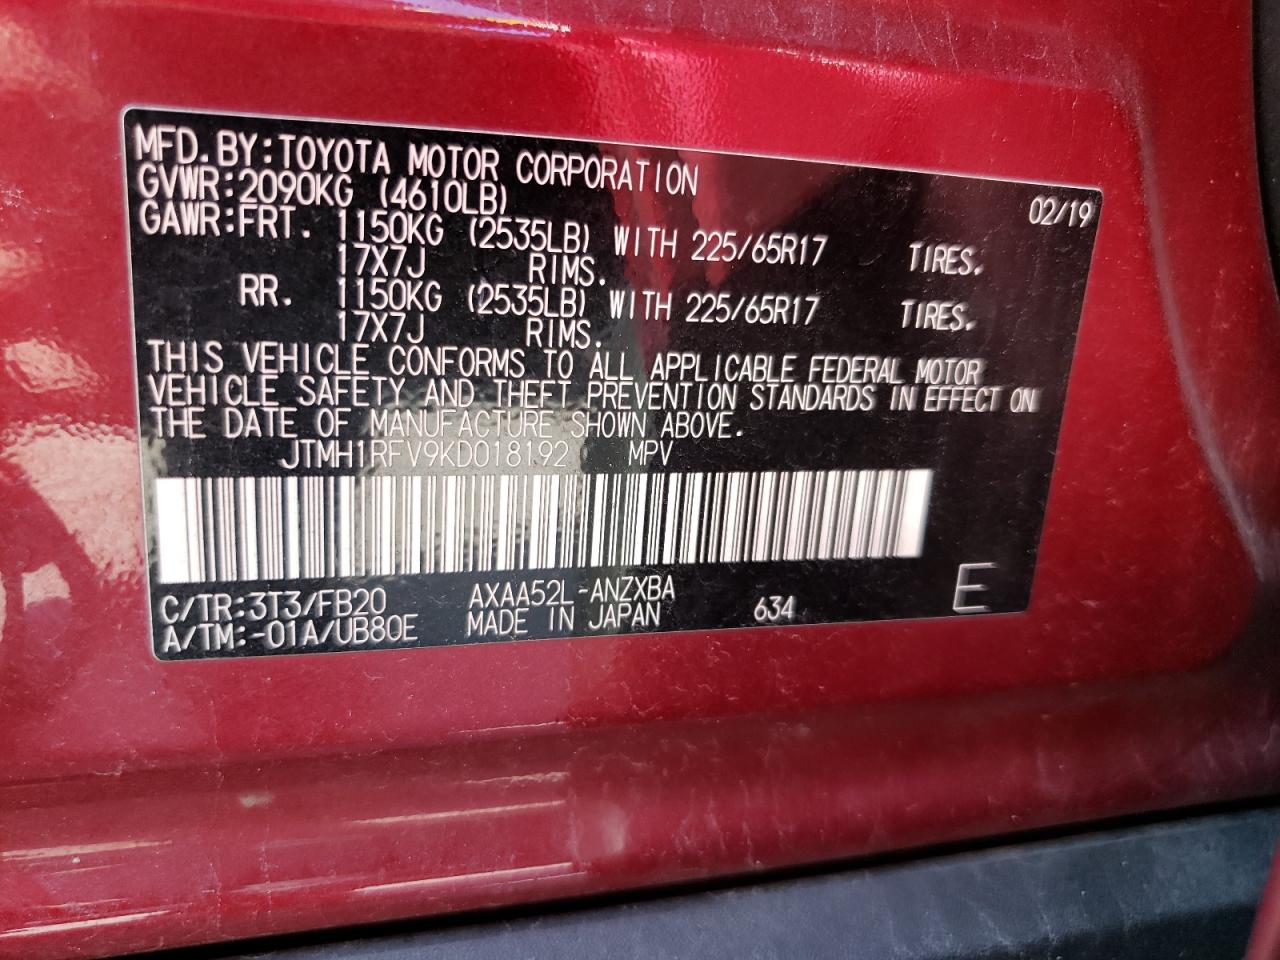 MFD.BY:TOYOTA MOTOR CORPORATION 02/19
GVWR:2090KG (4610LB)
GAWR:FRT. 1150KG (2535LB) WITH 225/65R17 TIRES.
17X7J RIMS.
RR. 1150KG (2535LB) WITH 225/65R17 TIRES.
17X7J RIMS.
THIS VEHICLE CONFORMS TO ALL APPLICABLE FEDERAL MOTOR
VEHICLE SAFETY AND THEFT PREVENTION STANDARDS IN EFFECT ON
THE DATE OF MANUFACTURE SHOWN ABOVE.
JTMH1RFV9KD018192 MPV
C/TR:3T3/FB20 AXAA52L-ANZXBA 634 E
A/TM:-01A/UB80E MADE IN JAPAN